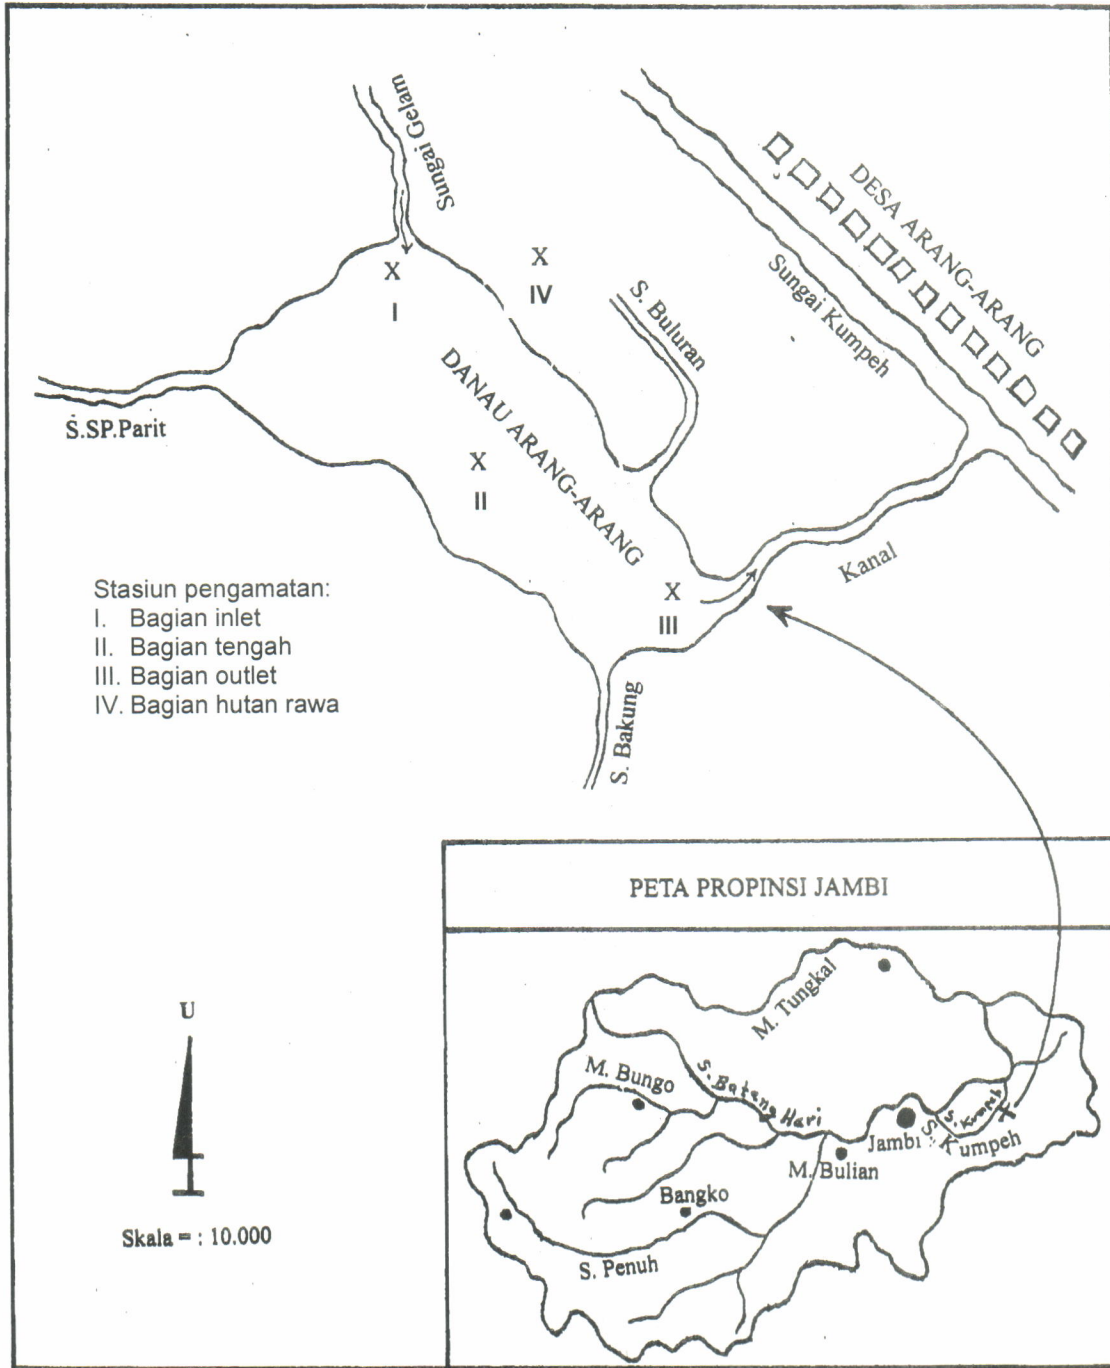 Sungai Gelam
DESA ARANG-ARANG
X
I
X
IV
S. Buluran
Sungai Kumpeh
DANAU ARANG-ARANG
S.SP.Parit
X
II
Kanal
X
III
Stasiun pengamatan:
I. Bagian inlet
II. Bagian tengah
III. Bagian outlet
IV. Bagian hutan rawa
S. Bakung
PETA PROPINSI JAMBI
U
Skala = : 10.000
M. Tungkal
M. Bungo
S. Batang Hari
S. Kumpeh
Jambi
S. Kumpeh
M. Bulian
Bangko
S. Penuh